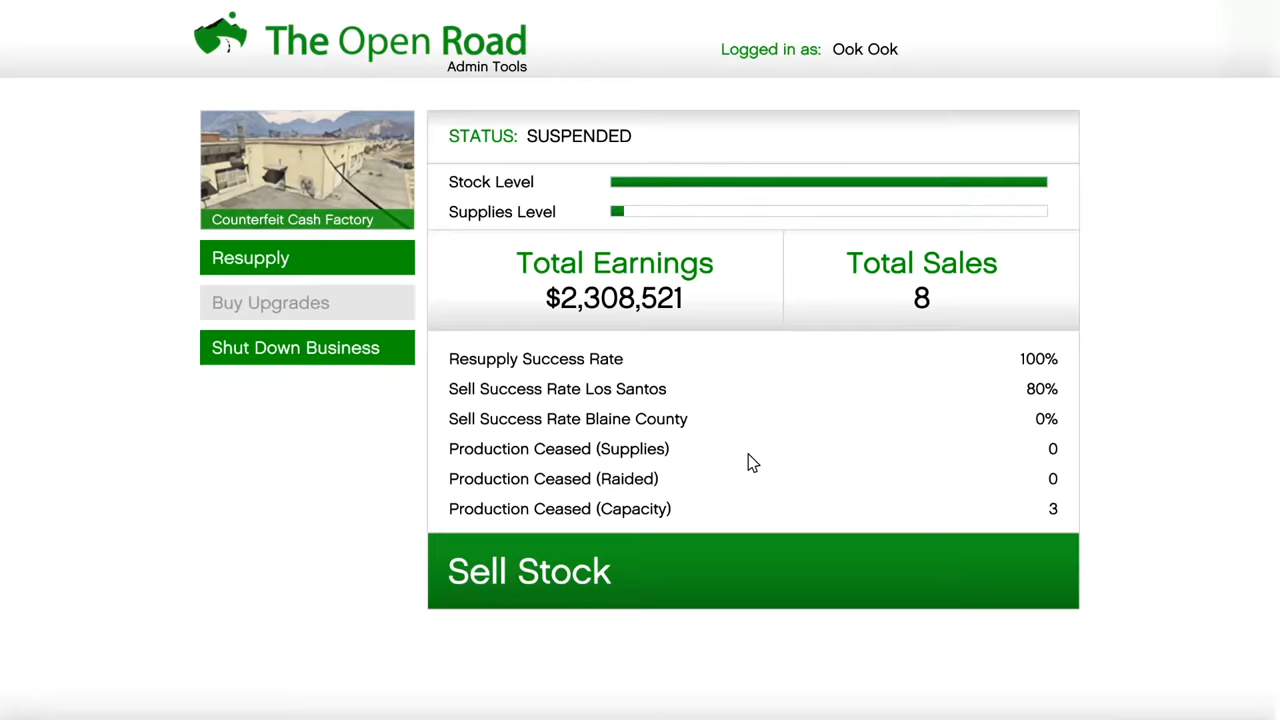 The Open Road
Admin Tools
Logged in as: Ook Ook
Counterfeit Cash Factory
Resupply
Buy Upgrades
Shut Down Business
STATUS: SUSPENDED
Stock Level
Supplies Level
Total Earnings
$2,308,521
Total Sales
8
Resupply Success Rate 100%
Sell Success Rate Los Santos 80%
Sell Success Rate Blaine County 0%
Production Ceased (Supplies) 0
Production Ceased (Raided) 0
Production Ceased (Capacity) 3
Sell Stock